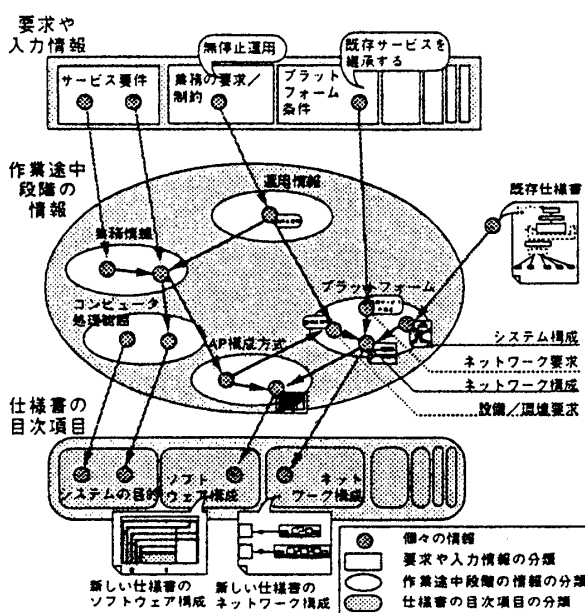 要求や
入力情報
無停止運用
既存サービスを
継承する
サービス要件
業務の要求／
制約
プラット
フォーム
条件
作業途中
段階の
情報
運用情報
既存仕様書
業務情報
プラットフォーム
コンピュータ
処理範囲
AP構成方式
システム構成
ネットワーク要求
ネットワーク構成
設備／環境要求
仕様書の
目次項目
システムの目的
ソフト
ウェア構成
ネット
ワーク構成
新しい仕様書の
ソフトウェア構成
新しい仕様書の
ネットワーク構成
個々の情報
要求や入力情報の分類
作業途中段階の情報の分類
仕様書の目次項目の分類